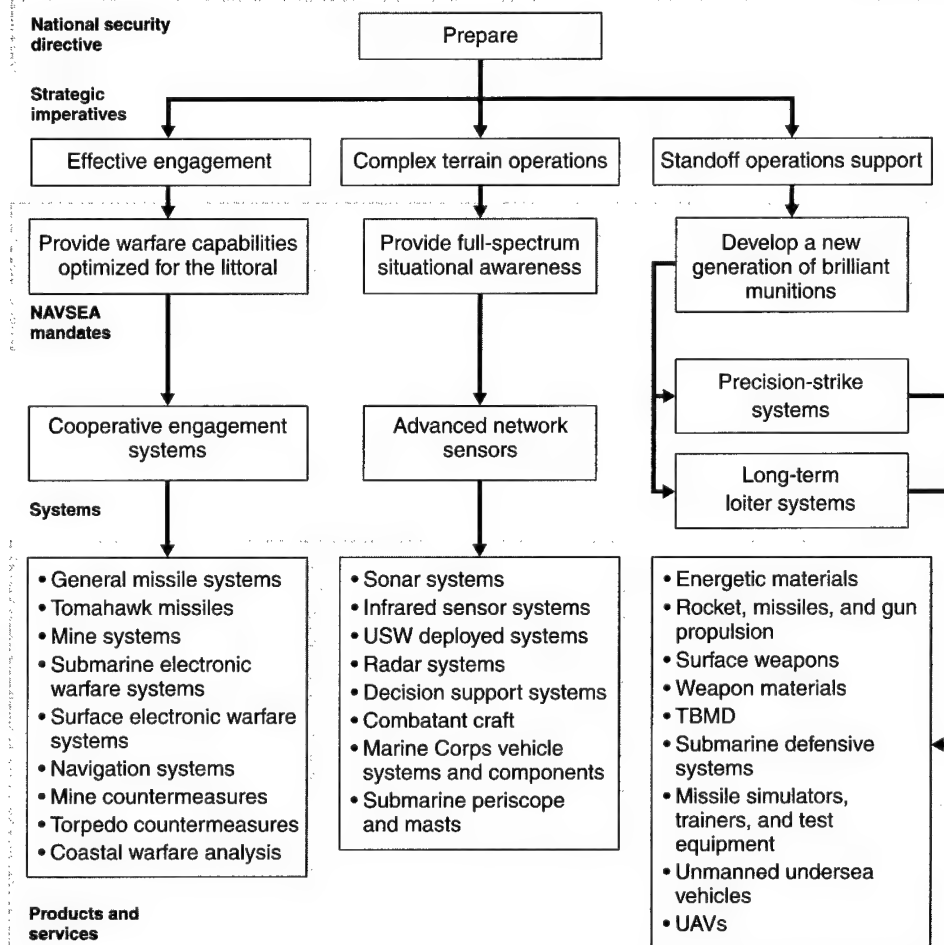 National security
directive
Prepare
Strategic
imperatives
Effective engagement
Complex terrain operations
Standoff operations support
Provide warfare capabilities
optimized for the littoral
Provide full-spectrum
situational awareness
Develop a new
generation of brilliant
munitions
NAVSEA
mandates
Precision-strike
systems
Cooperative engagement
systems
Advanced network
sensors
Long-term
loiter systems
Systems
• General missile systems
• Tomahawk missiles
• Mine systems
• Submarine electronic
warfare systems
• Surface electronic warfare
systems
• Navigation systems
• Mine countermeasures
• Torpedo countermeasures
• Coastal warfare analysis
• Sonar systems
• Infrared sensor systems
• USW deployed systems
• Radar systems
• Decision support systems
• Combatant craft
• Marine Corps vehicle
systems and components
• Submarine periscope
and masts
• Energetic materials
• Rocket, missiles, and gun
propulsion
• Surface weapons
• Weapon materials
• TBMD
• Submarine defensive
systems
• Missile simulators,
trainers, and test
equipment
• Unmanned undersea
vehicles
• UAVs
Products and
services